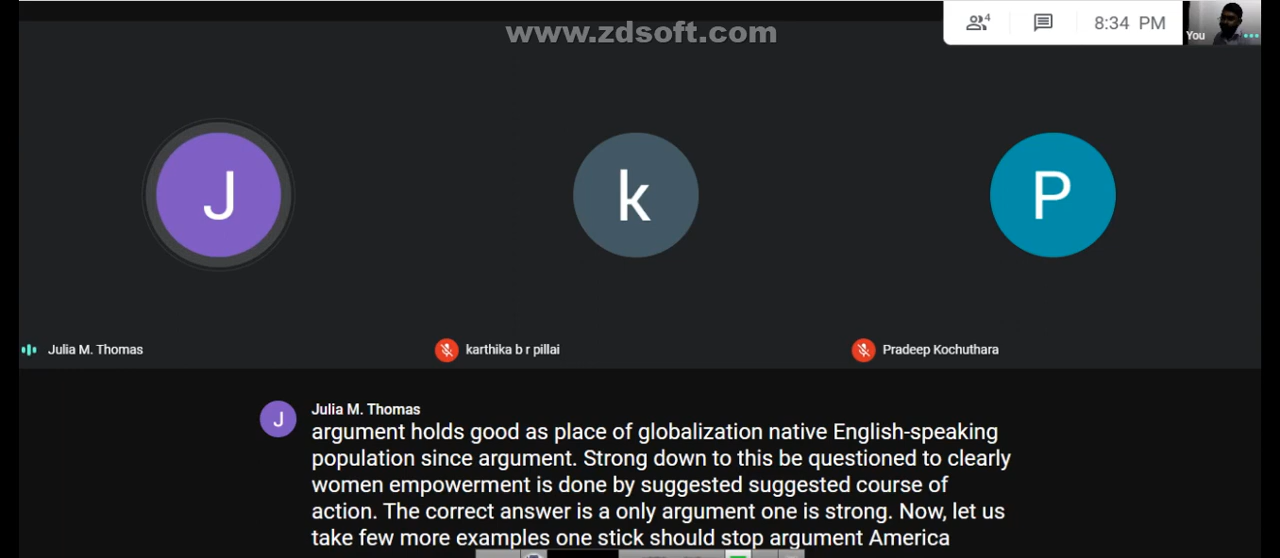 www.zdsoft.com
4
8:34 PM
You
J
k
P
Julia M. Thomas
karthika b r pillai
Pradeep Kochuthara
J
Julia M. Thomas
argument holds good as place of globalization native English-speaking
population since argument. Strong down to this be questioned to clearly
women empowerment is done by suggested suggested course of
action. The correct answer is a only argument one is strong. Now, let us
take few more examples one stick should stop argument America